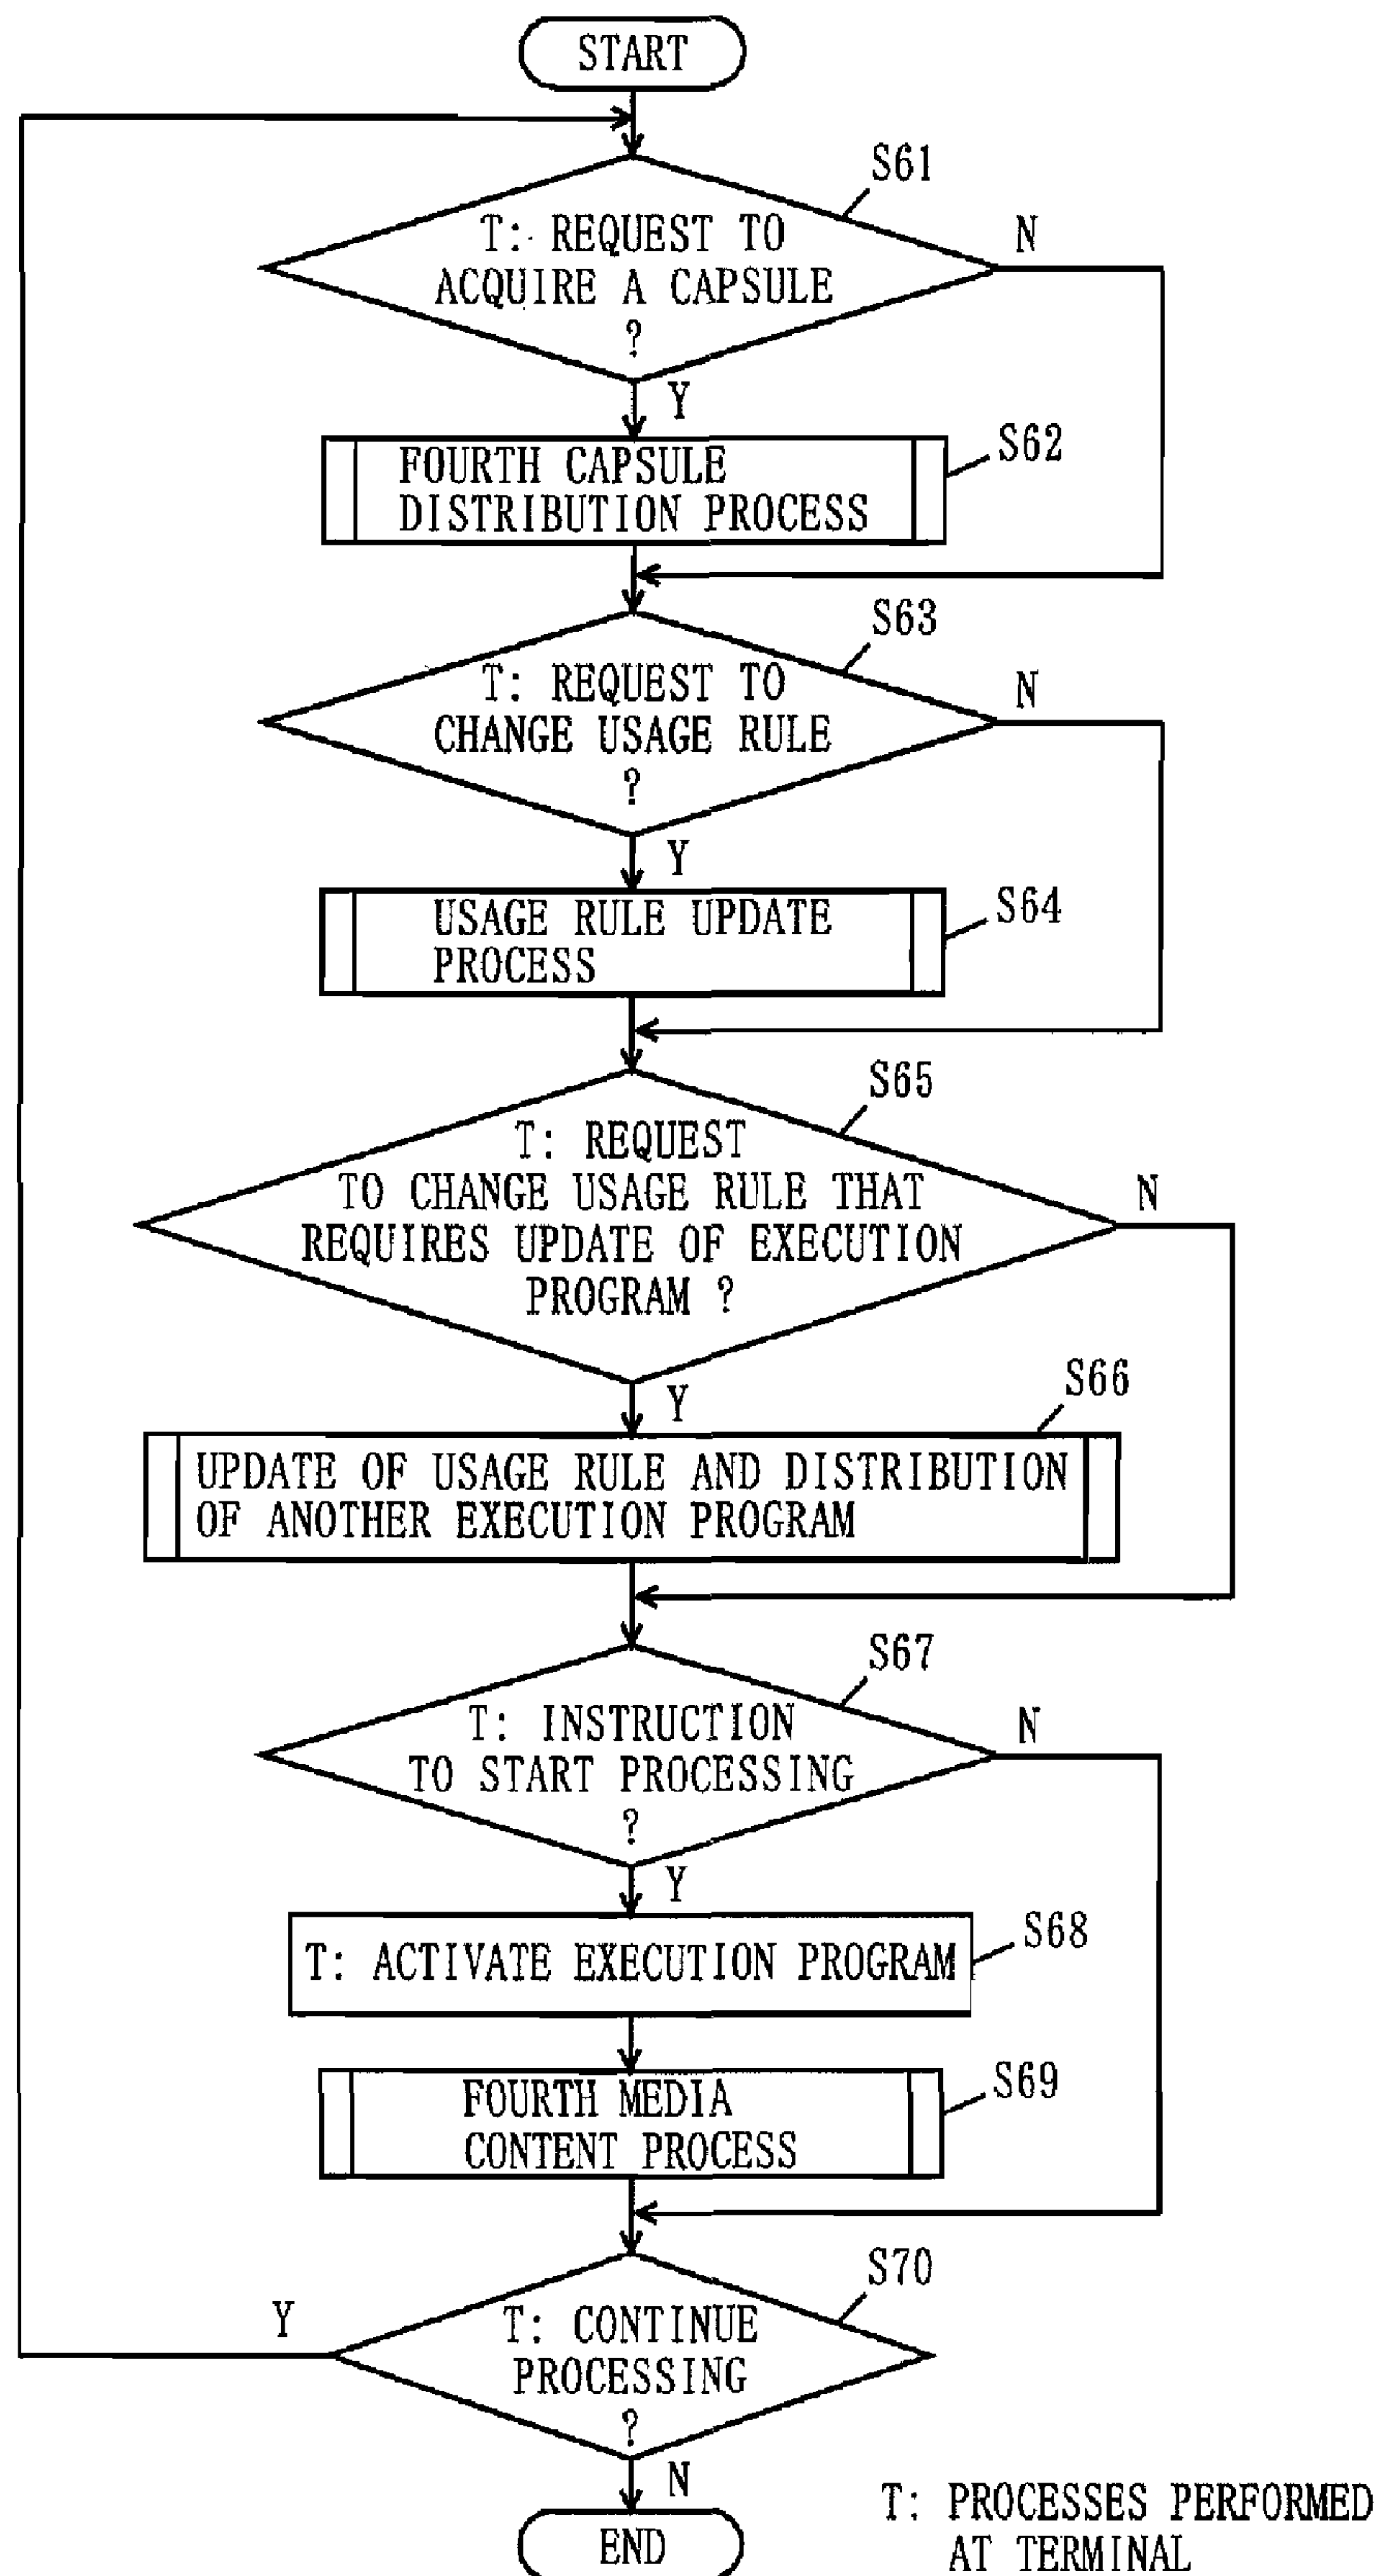 START
S61
T: REQUEST TO
ACQUIRE A CAPSULE
?
N
Y
S62
FOURTH CAPSULE
DISTRIBUTION PROCESS
S63
T: REQUEST TO
CHANGE USAGE RULE
?
N
Y
S64
USAGE RULE UPDATE
PROCESS
S65
T: REQUEST
TO CHANGE USAGE RULE THAT
REQUIRES UPDATE OF EXECUTION
PROGRAM ?
N
Y
S66
UPDATE OF USAGE RULE AND DISTRIBUTION
OF ANOTHER EXECUTION PROGRAM
S67
T: INSTRUCTION
TO START PROCESSING
?
N
Y
S68
T: ACTIVATE EXECUTION PROGRAM
S69
FOURTH MEDIA
CONTENT PROCESS
S70
Y
T: CONTINUE
PROCESSING
?
N
END
T: PROCESSES PERFORMED
AT TERMINAL